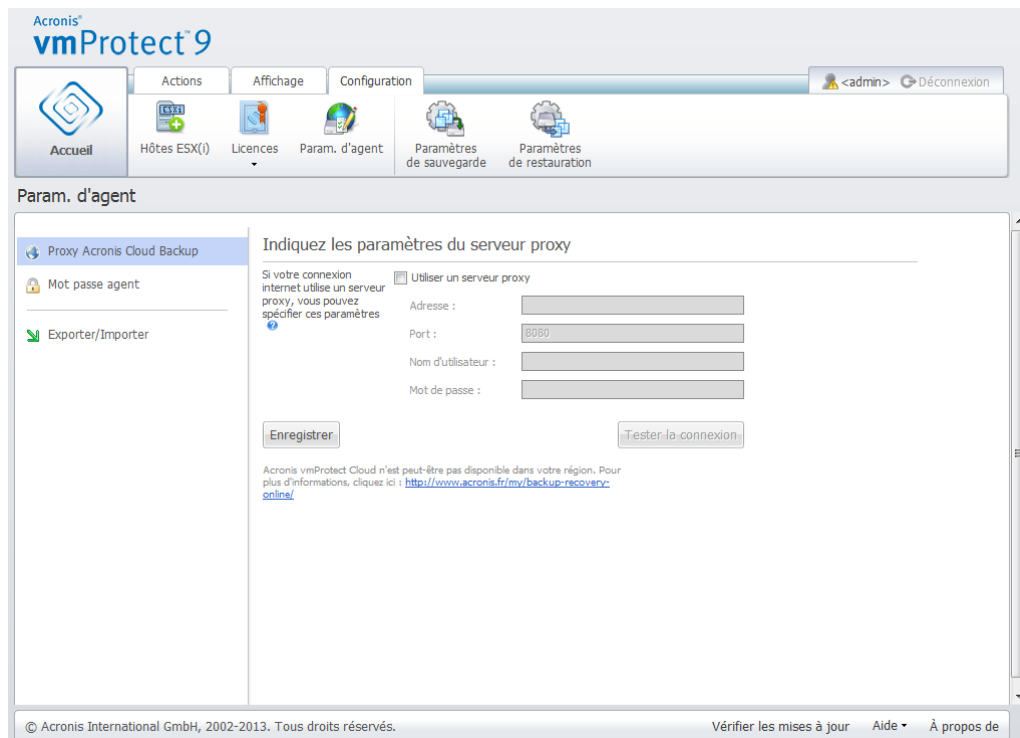 Acronis®
vmProtect™ 9
Actions
Affichage
Configuration
<admin>
Déconnexion
Accueil
Hôtes ESX(i)
Licences
Param. d'agent
Paramètres
de sauvegarde
Paramètres
de restauration
Param. d'agent
Proxy Acronis Cloud Backup
Mot passe agent
Exporter/Importer
Indiquez les paramètres du serveur proxy
Si votre connexion
internet utilise un serveur
proxy, vous pouvez
spécifier ces paramètres
Utiliser un serveur proxy
Adresse :
Port :
8080
Nom d'utilisateur :
Mot de passe :
Enregistrer
Tester la connexion
Acronis vmProtect Cloud n'est peut-être pas disponible dans votre région. Pour
plus d'informations, cliquez ici : http://www.acronis.fr/my/backup-recovery-
online/
© Acronis International GmbH, 2002-2013. Tous droits réservés.
Vérifier les mises à jour
Aide
À propos de